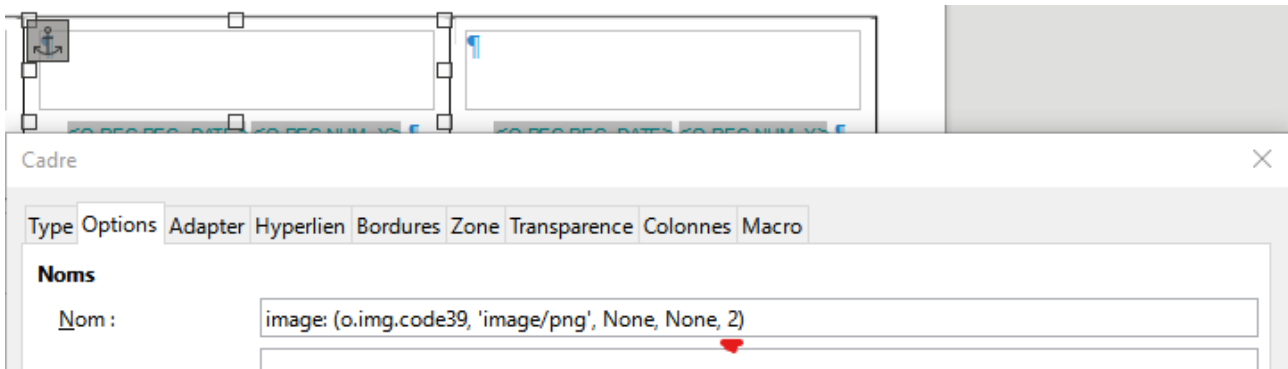 ¶
Cadre
Type Options Adapter Hyperlien Bordures Zone Transparence Colonnes Macro
Noms
Nom :
image: (o.img.code39, 'image/png', None, None, 2)